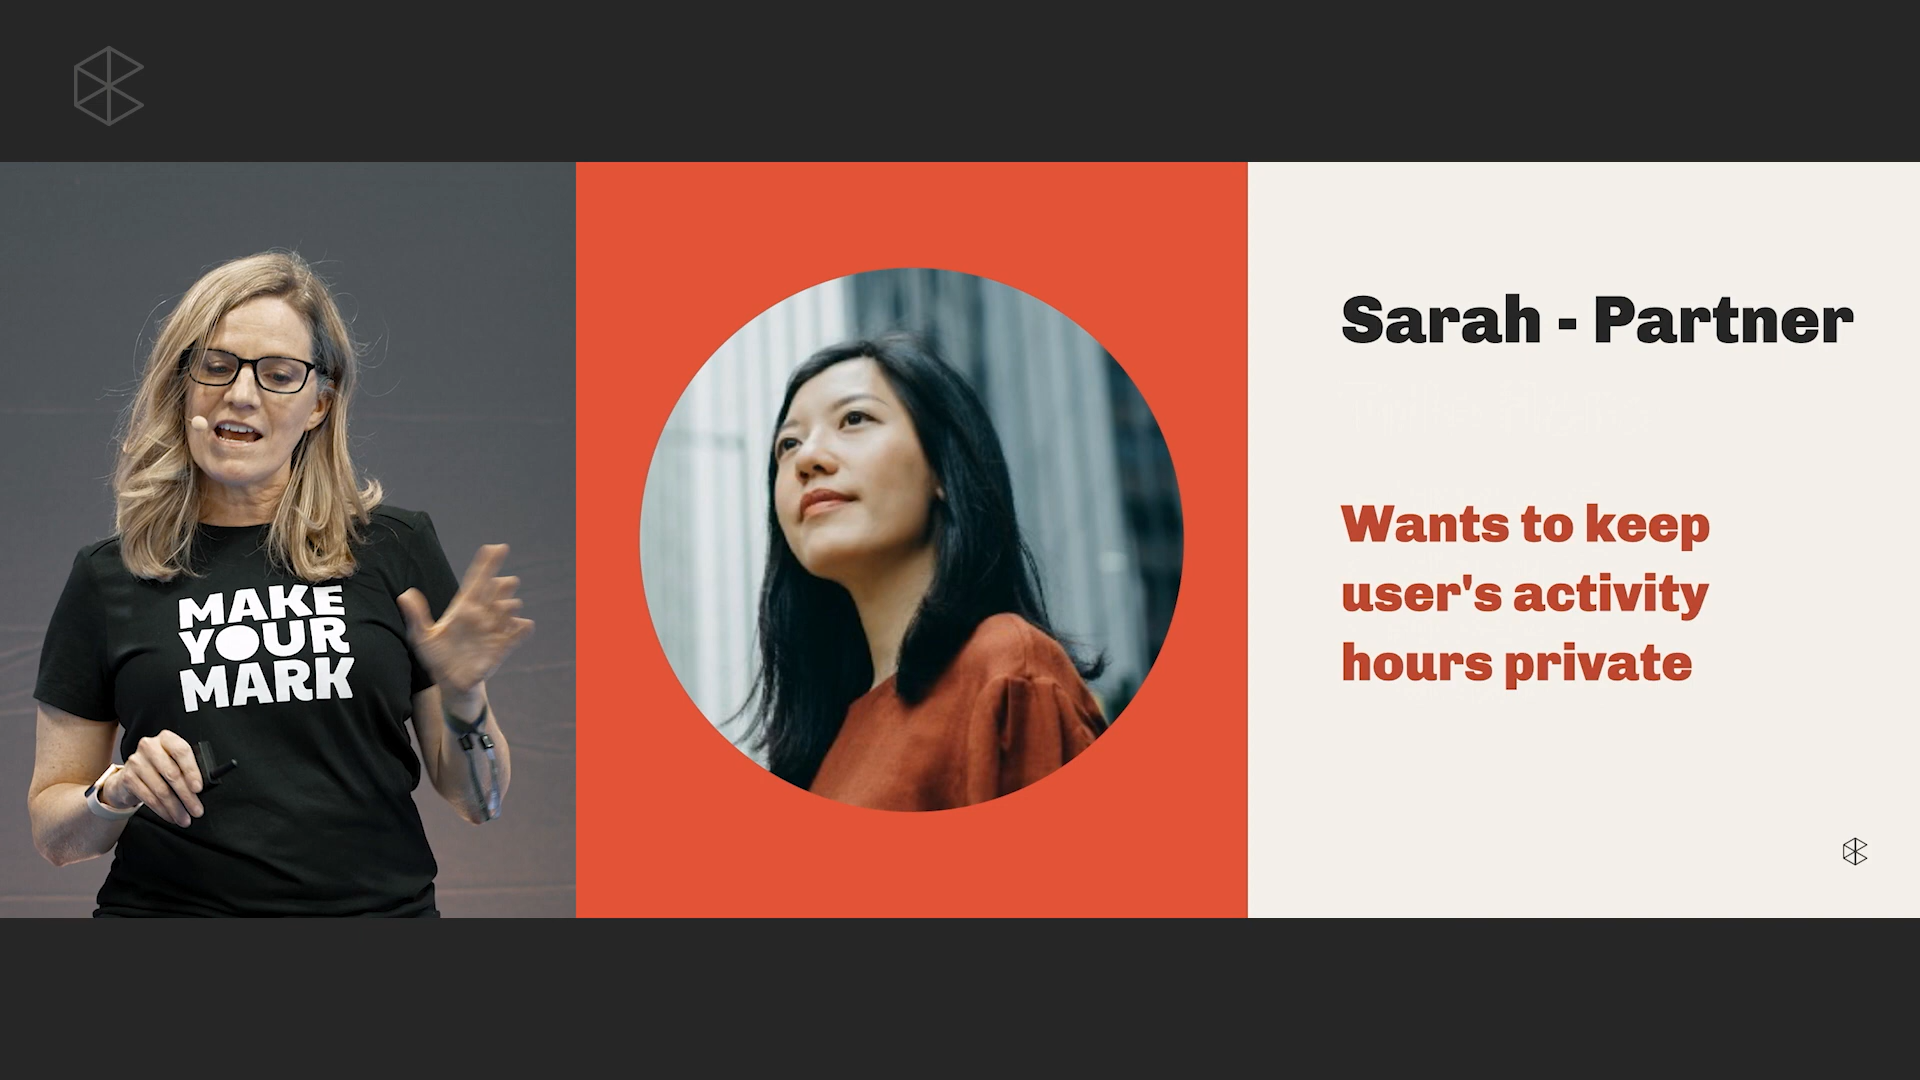 MAKE
YOUR
MARK
Sarah - Partner
Wants to keep
user's activity
hours private